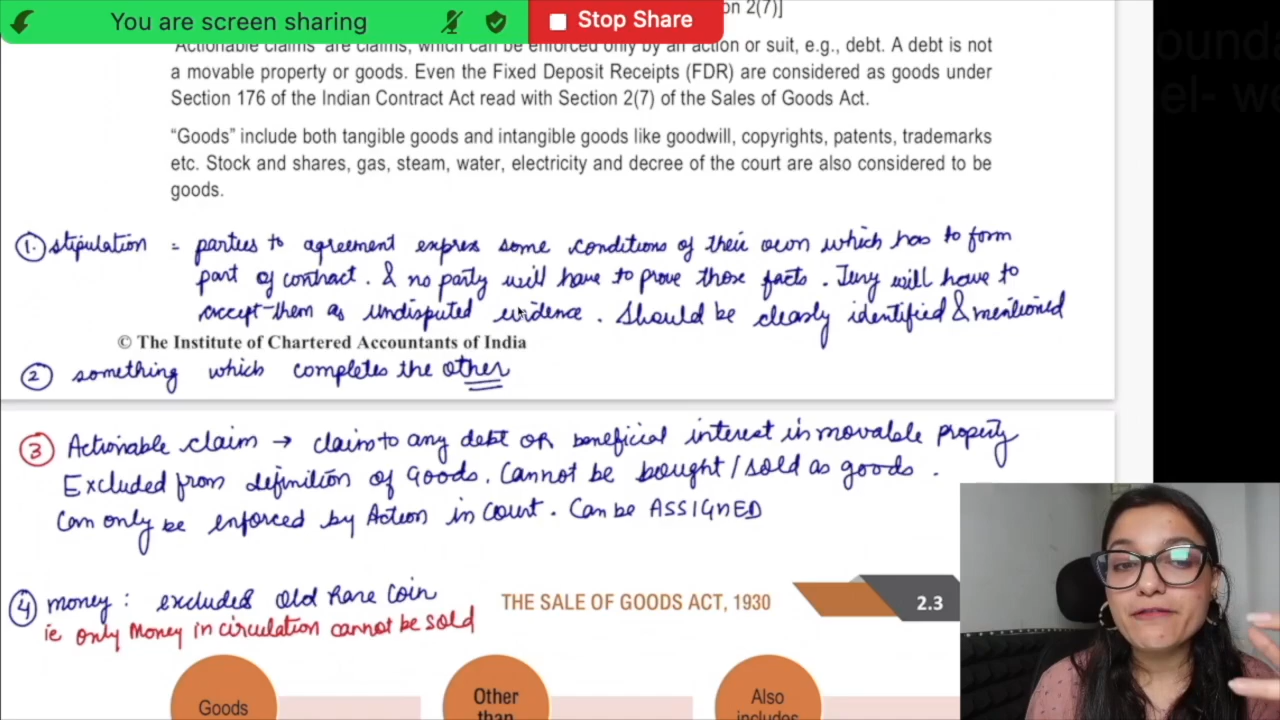 You are screen sharing
Stop Share
on 2(7)]
'Actionable claims' are claims, which can be enforced only by an action or suit, e.g., debt. A debt is not
a movable property or goods. Even the Fixed Deposit Receipts (FDR) are considered as goods under
Section 176 of the Indian Contract Act read with Section 2(7) of the Sales of Goods Act.
“Goods” include both tangible goods and intangible goods like goodwill, copyrights, patents, trademarks
etc. Stock and shares, gas, steam, water, electricity and decree of the court are also considered to be
goods.
1. stipulation = parties to agreement express some conditions of their own which has to form
part of contract. & no party will have to prove those facts. Jury will have to
accept them as undisputed evidence. Should be clearly identified & mentioned
© The Institute of Chartered Accountants of India
2 something which completes the other
3 Actionable claim → claim to any debt or beneficial interest in movable property
Excluded from definition of Goods. Cannot be bought/sold as goods.
Can only be enforced by Action in Court. Can be ASSIGNED
4 money: excludes old rare coin
ie only Money in circulation cannot be sold
THE SALE OF GOODS ACT, 1930
2.3
Goods
Other
than
Also
includes